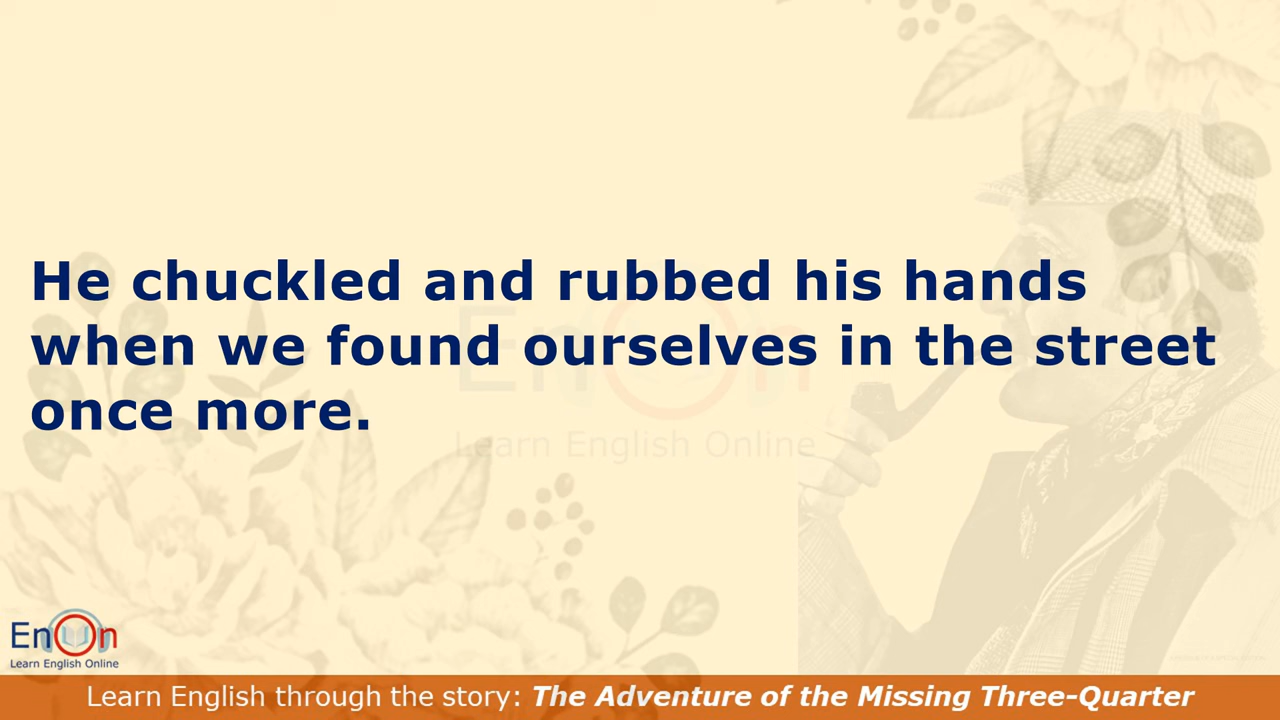 He chuckled and rubbed his hands
when we found ourselves in the street
once more.
EnOn
Learn English Online
EnOn
Learn English Online
Learn English through the story: The Adventure of the Missing Three-Quarter